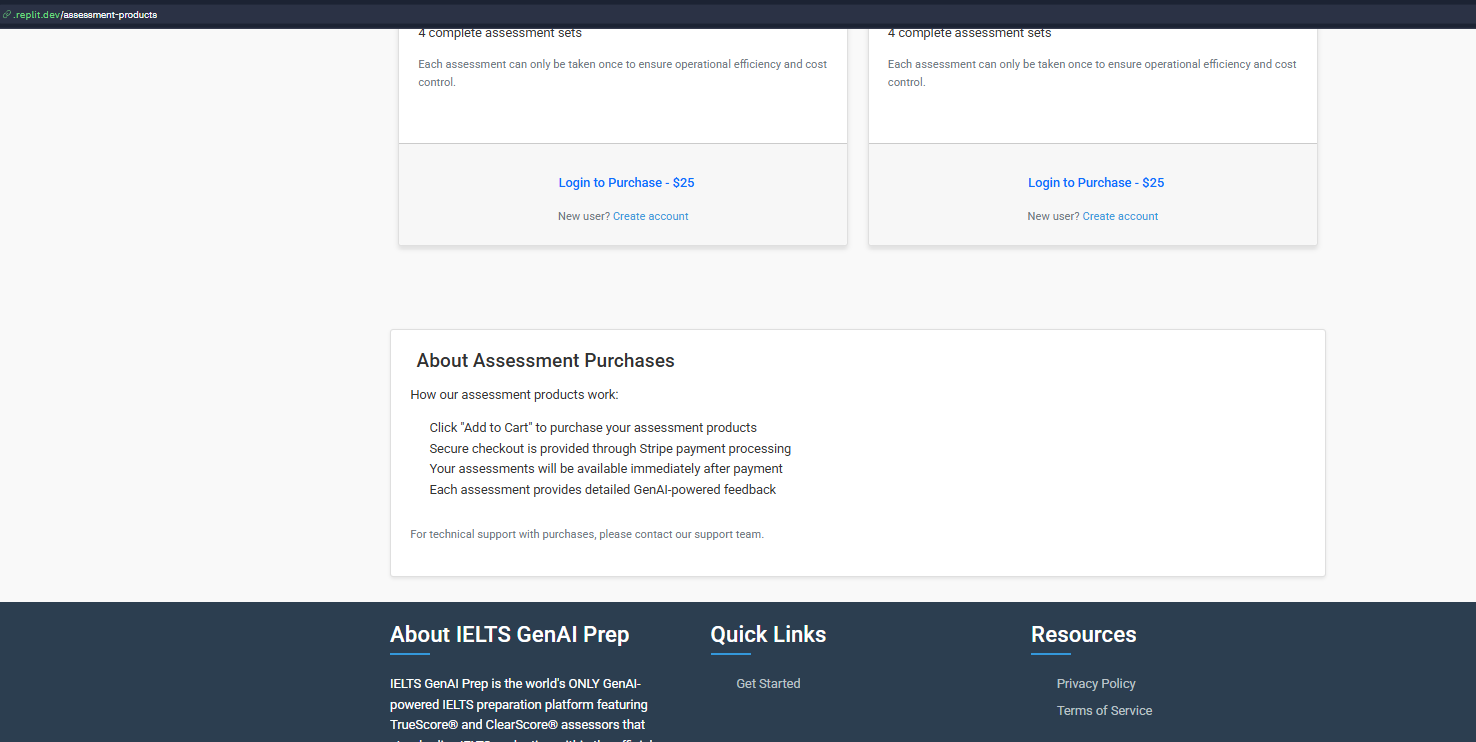 .replit.dev/assessment-products
4 complete assessment sets
Each assessment can only be taken once to ensure operational efficiency and cost
control.
Login to Purchase - $25
New user? Create account
4 complete assessment sets
Each assessment can only be taken once to ensure operational efficiency and cost
control.
Login to Purchase - $25
New user? Create account
About Assessment Purchases
How our assessment products work:
Click "Add to Cart" to purchase your assessment products
Secure checkout is provided through Stripe payment processing
Your assessments will be available immediately after payment
Each assessment provides detailed GenAI-powered feedback
For technical support with purchases, please contact our support team.
About IELTS GenAI Prep
IELTS GenAI Prep is the world's ONLY GenAI-
powered IELTS preparation platform featuring
TrueScore® and ClearScore® assessors that
Quick Links
Get Started
Resources
Privacy Policy
Terms of Service